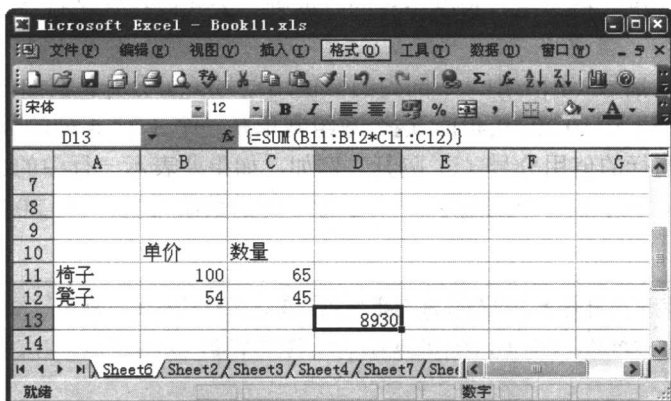 Microsoft Excel - Book11.xls
文件(F) 编辑(E) 视图(V) 插入(I) 格式(O) 工具(T) 数据(D) 窗口(W)
宋体 12 B I %
D13 fx {=SUM(B11:B12*C11:C12)}
A B C D E F G
7
8
9
10 单价 数量
11 椅子 100 65
12 凳子 54 45
13 8930
14
Sheet6 Sheet2 Sheet3 Sheet4 Sheet7
就绪 数字